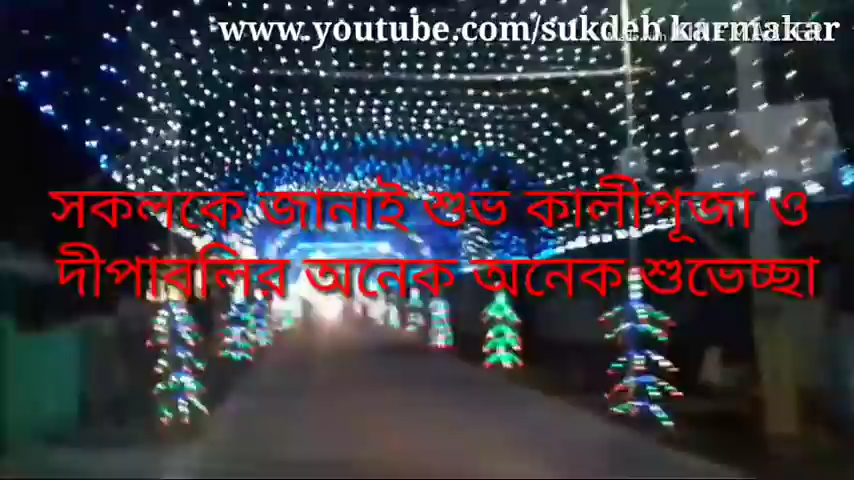 www.youtube.com/sukdeb karmakar
সকলকে জানাই শুভ কালীপূজা ও
দীপাবলির অনেক অনেক শুভেচ্ছা